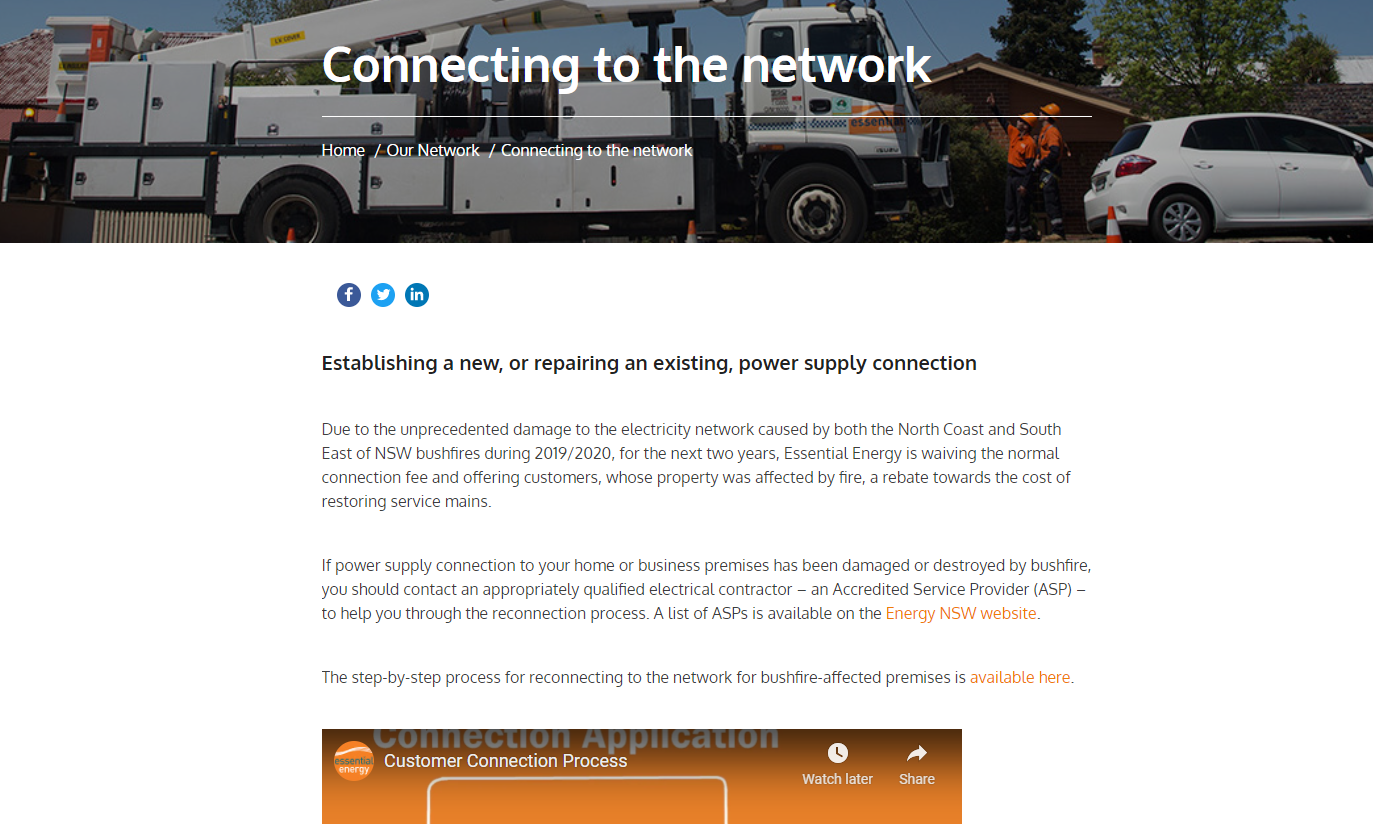 Connecting to the network
Home / Our Network / Connecting to the network
essential
ISUZU
Establishing a new, or repairing an existing, power supply connection
Due to the unprecedented damage to the electricity network caused by both the North Coast and South
East of NSW bushfires during 2019/2020, for the next two years, Essential Energy is waiving the normal
connection fee and offering customers, whose property was affected by fire, a rebate towards the cost of
restoring service mains.
If power supply connection to your home or business premises has been damaged or destroyed by bushfire,
you should contact an appropriately qualified electrical contractor – an Accredited Service Provider (ASP) –
to help you through the reconnection process. A list of ASPs is available on the Energy NSW website.
The step-by-step process for reconnecting to the network for bushfire-affected premises is available here.
Connection Application
essential
energy
Customer Connection Process
Watch later
Share